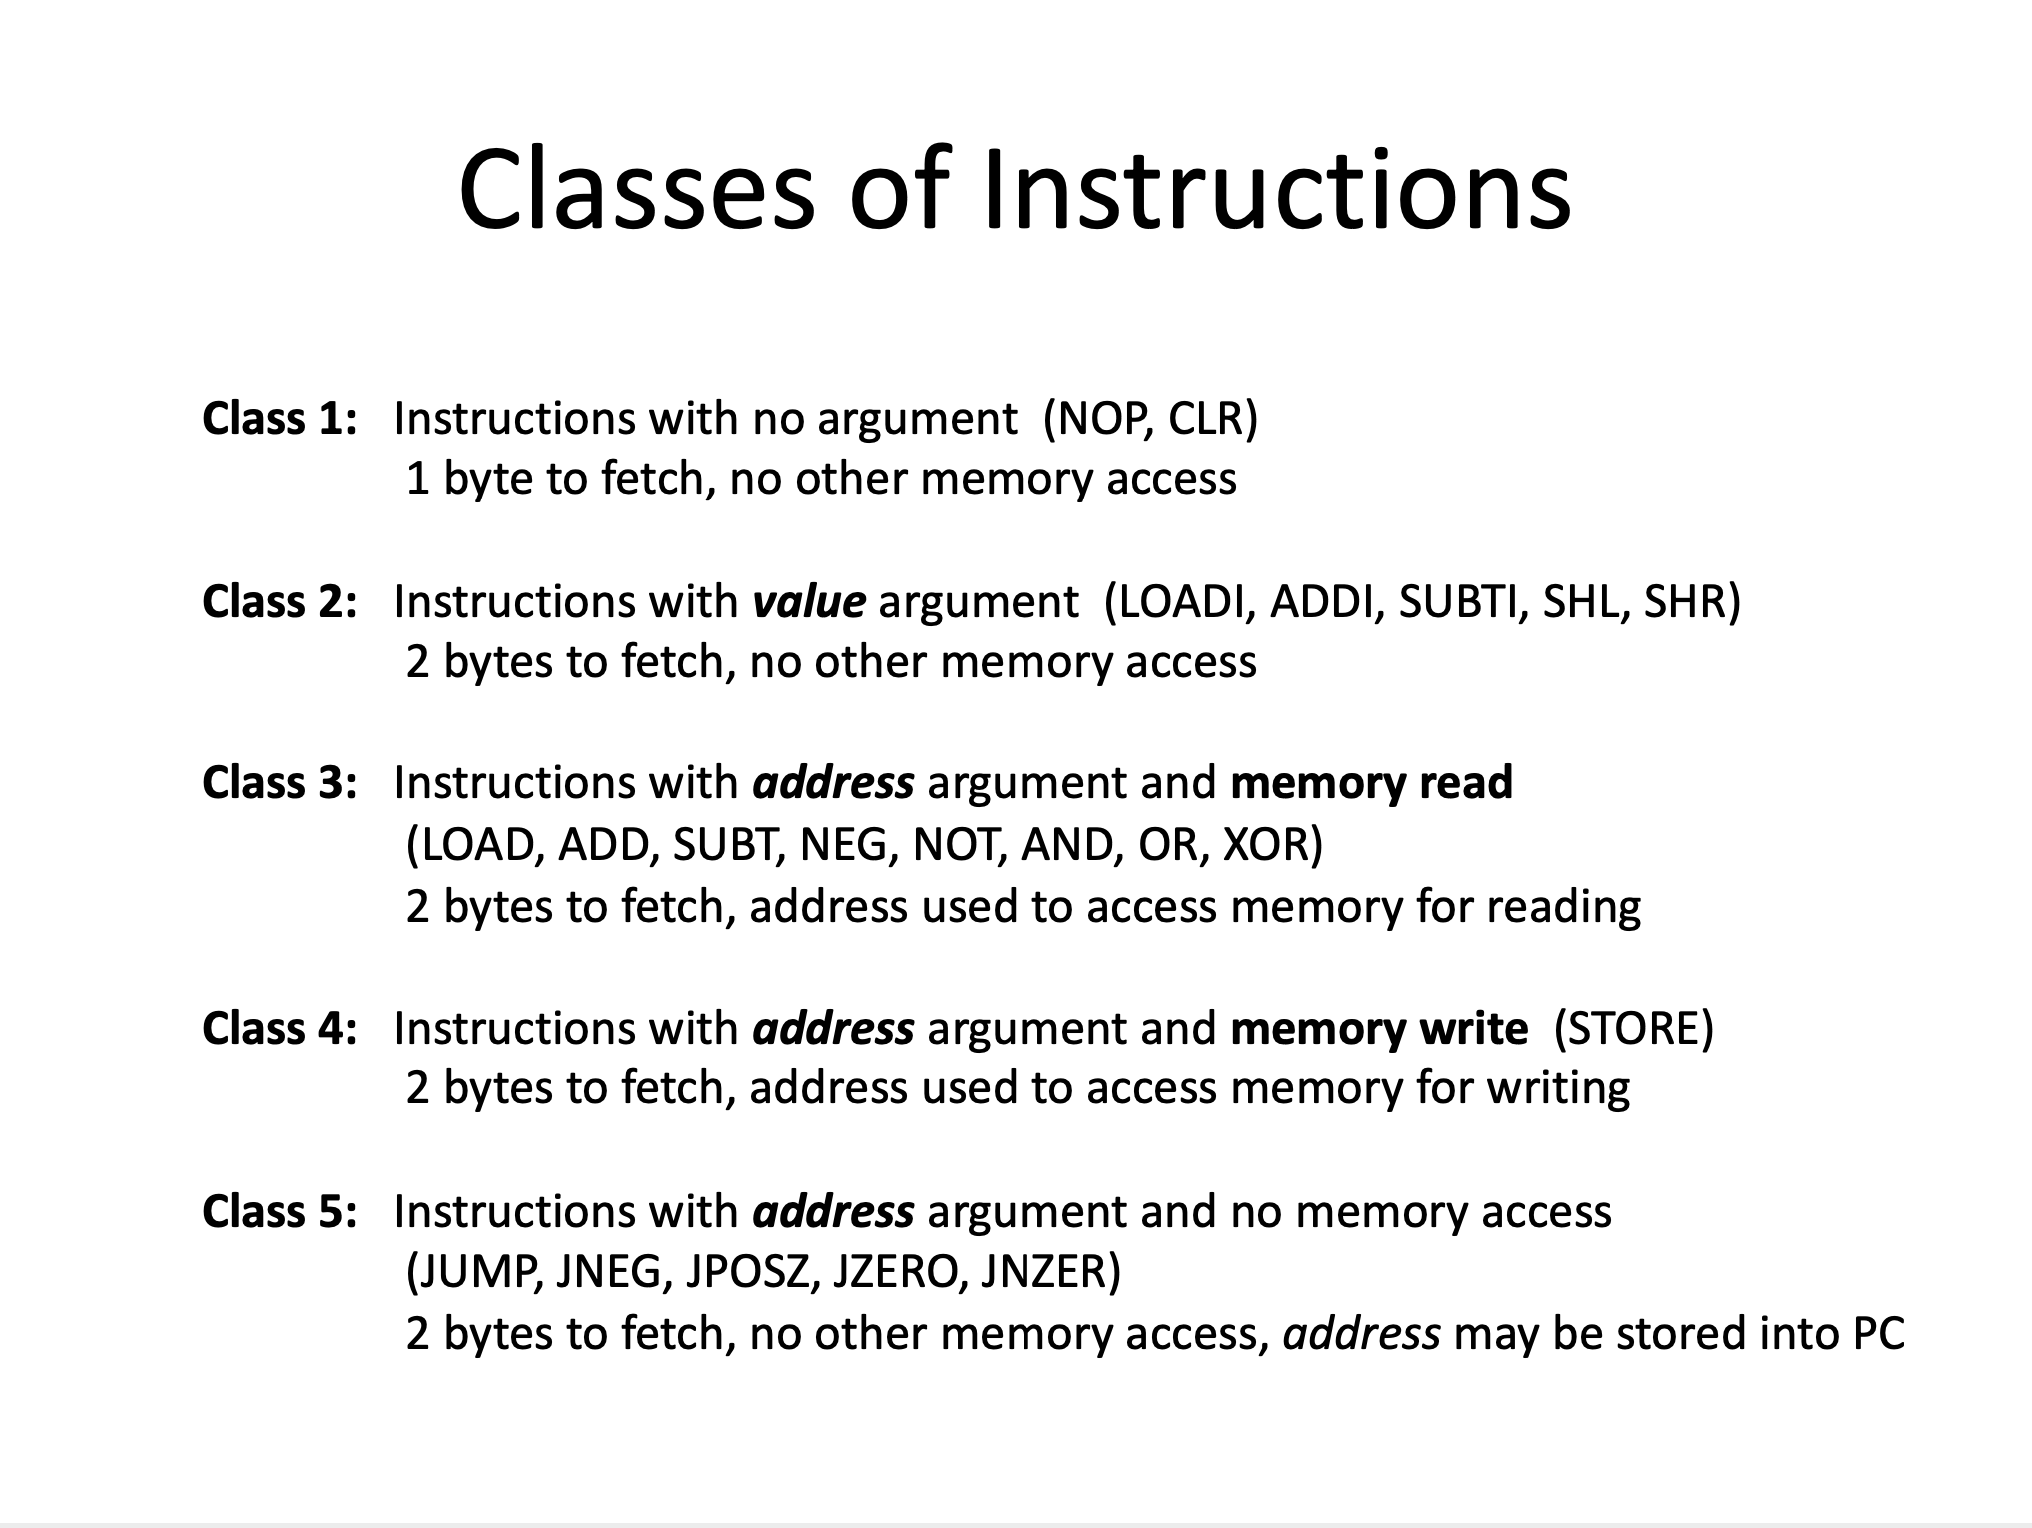 Classes of Instructions
Class 1: Instructions with no argument (NOP, CLR)
1 byte to fetch, no other memory access
Class 2: Instructions with value argument (LOADI, ADDI, SUBTI, SHL, SHR)
2 bytes to fetch, no other memory access
Class 3: Instructions with address argument and memory read
(LOAD, ADD, SUBT, NEG, NOT, AND, OR, XOR)
2 bytes to fetch, address used to access memory for reading
Class 4: Instructions with address argument and memory write (STORE)
2 bytes to fetch, address used to access memory for writing
Class 5: Instructions with address argument and no memory access
(JUMP, JNEG, JPOSZ, JZERO, JNZER)
2 bytes to fetch, no other memory access, address may be stored into PC